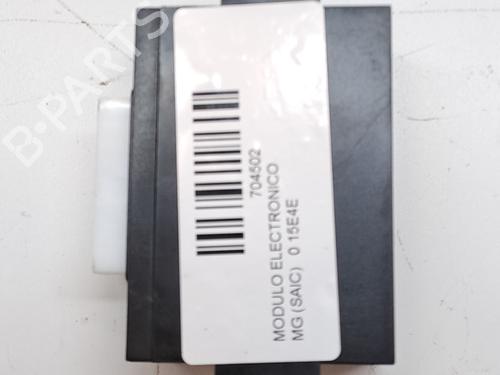 B-PARTS
704502
MODULO ELECTRONICO
MG (SAIC) 0 15E4E